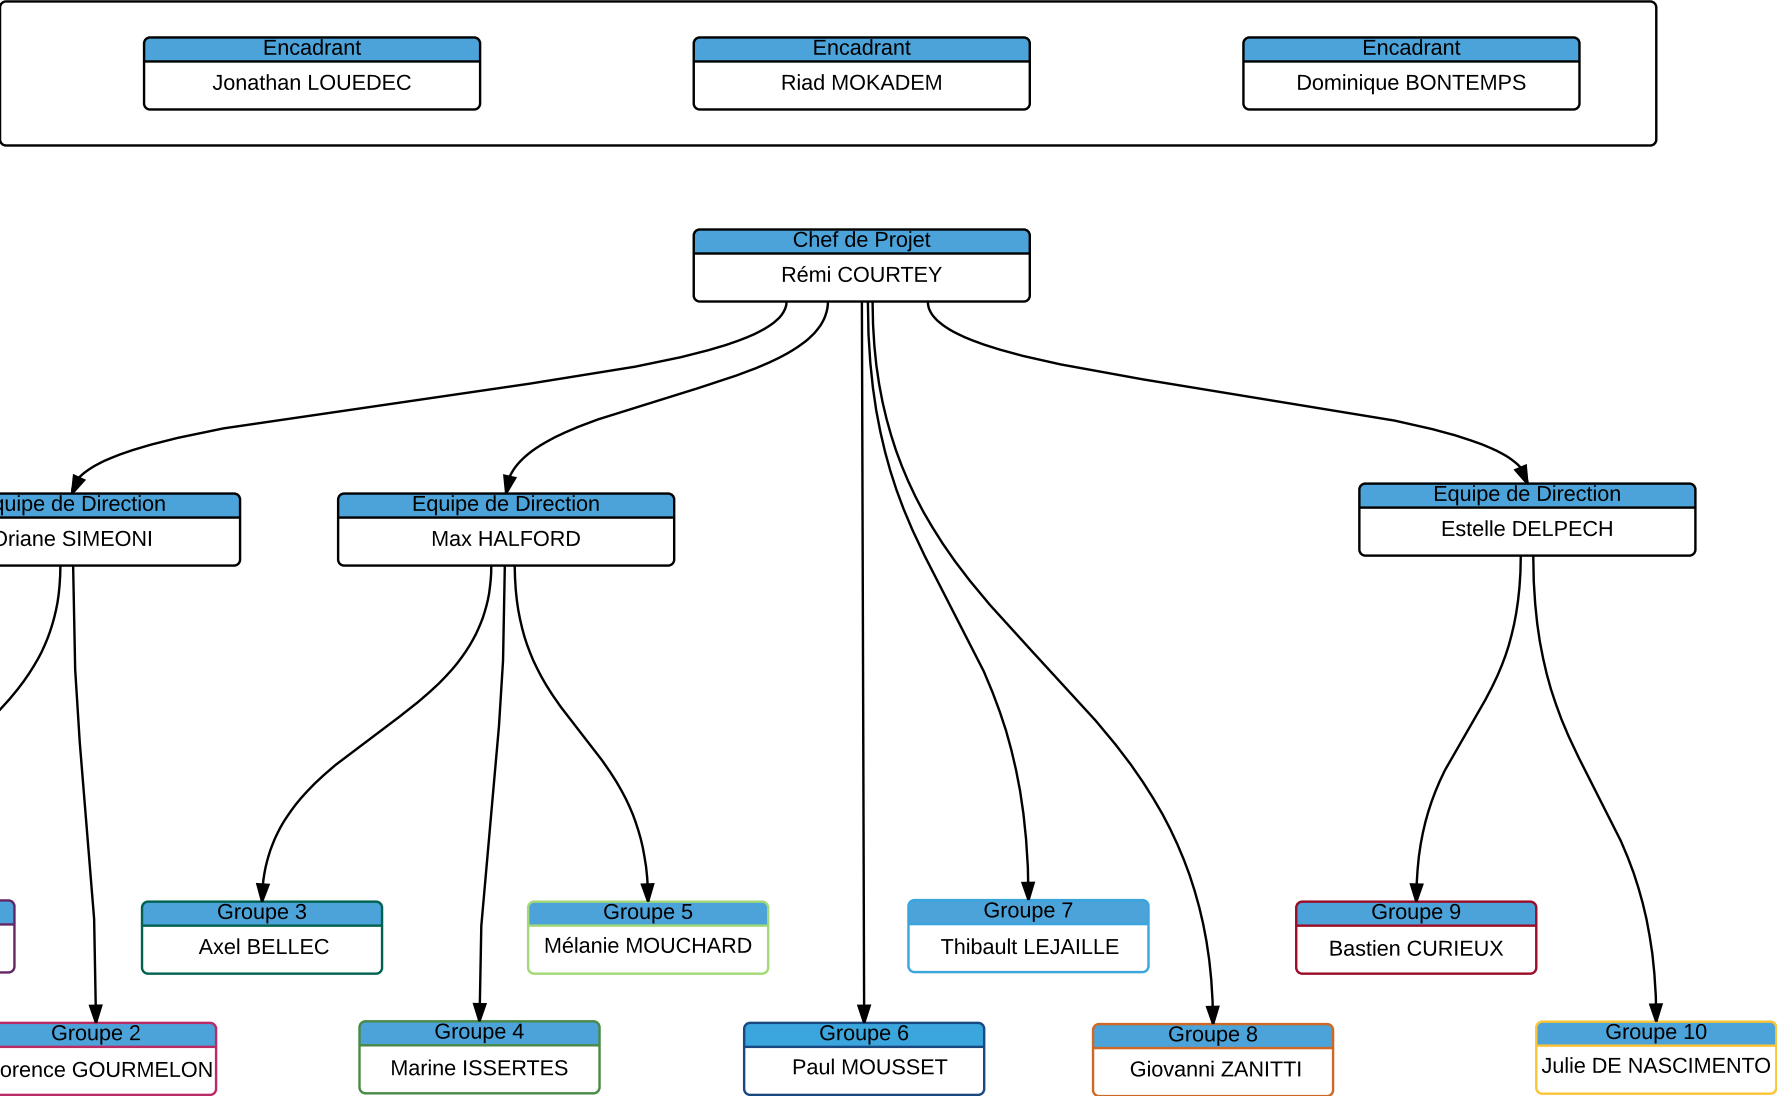 Encadrant
Jonathan LOUEDEC
Encadrant
Riad MOKADEM
Encadrant
Dominique BONTEMPS
Chef de Projet
Rémi COURTEY
quipe de Direction
Oriane SIMEONI
Equipe de Direction
Max HALFORD
Equipe de Direction
Estelle DELPECH
Groupe 3
Axel BELLEC
Groupe 5
Mélanie MOUCHARD
Groupe 7
Thibault LEJAILLE
Groupe 9
Bastien CURIEUX
Groupe 2
orence GOURMELON
Groupe 4
Marine ISSERTES
Groupe 6
Paul MOUSSET
Groupe 8
Giovanni ZANITTI
Groupe 10
Julie DE NASCIMENTO